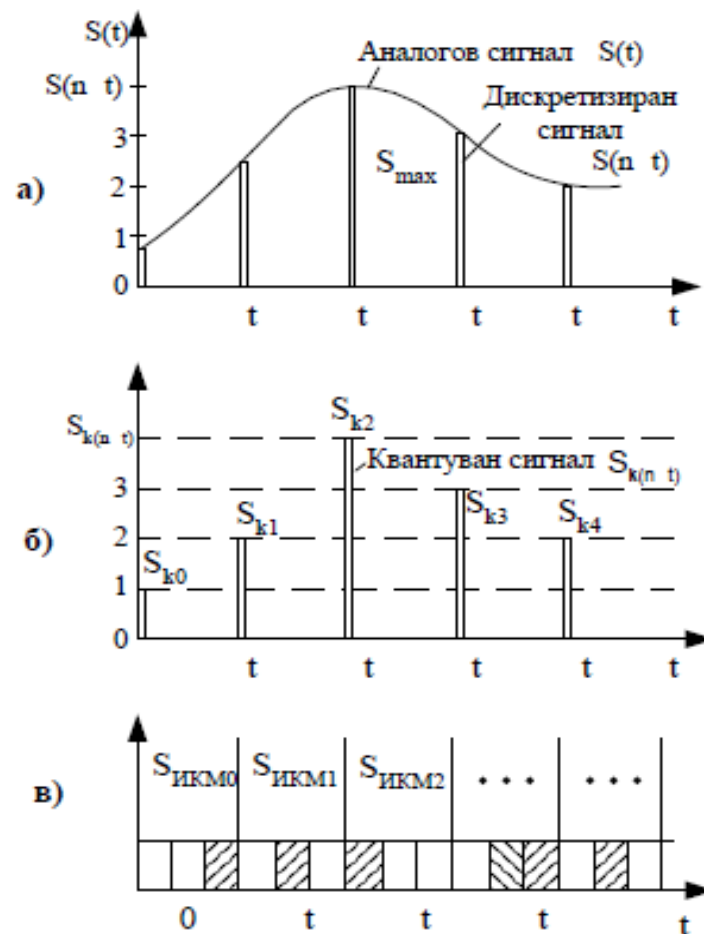 S(t)
S(n t)
Аналогов сигнал S(t)
Дискретизиран
сигнал
S(n t)
S_max
3
2
1
0
а)
t t t t t
S_k(n t)
S_k2
Квантуван сигнал S_k(n t)
3
S_k1
S_k3
S_k4
2
б)
S_k0
1
0
t t t t t
в)
S_ИКМ0
S_ИКМ1
S_ИКМ2
• • •
• • •
0 t t t t